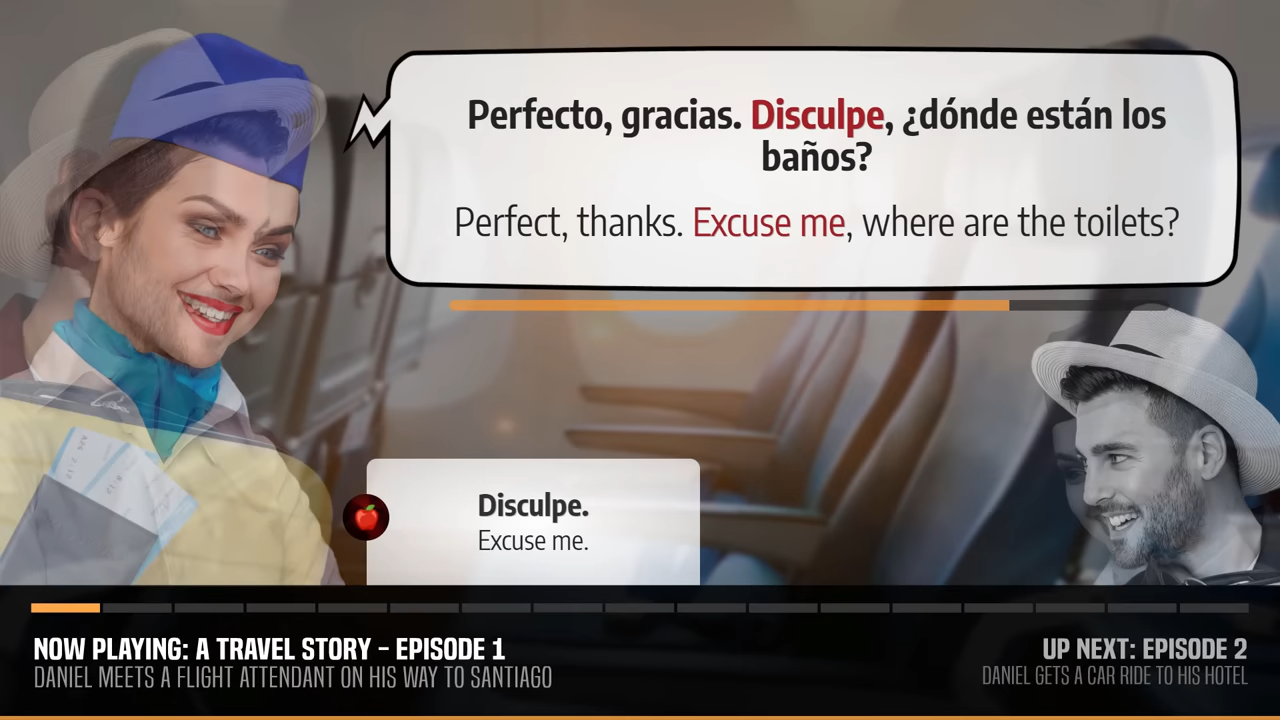 Perfecto, gracias. Disculpe, ¿dónde están los
baños?
Perfect, thanks. Excuse me, where are the toilets?
Disculpe.
Excuse me.
NOW PLAYING: A TRAVEL STORY - EPISODE 1
DANIEL MEETS A FLIGHT ATTENDANT ON HIS WAY TO SANTIAGO
UP NEXT: EPISODE 2
DANIEL GETS A CAR RIDE TO HIS HOTEL